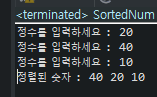 <terminated> SortedNum
정수를 입력하세요 : 20
정수를 입력하세요 : 40
정수를 입력하세요 : 10
정렬된 숫자 : 40 20 10